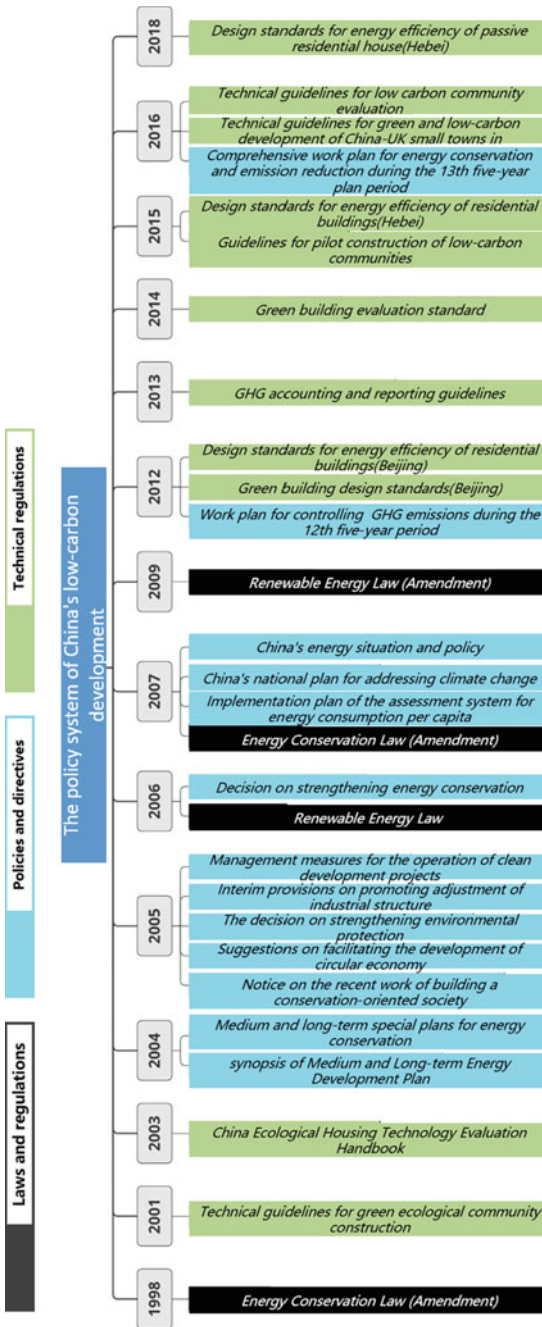 2018
Design standards for energy efficiency of passive
residential house(Hebei)
2016
Technical guidelines for low carbon community
evaluation
Technical guidelines for green and low-carbon
development of China-UK small towns in
Comprehensive work plan for energy conservation
and emission reduction during the 13th five-year
plan period
2015
Design standards for energy efficiency of residential
buildings(Hebei)
Guidelines for pilot construction of low-carbon
communities
2014
Green building evaluation standard
2013
GHG accounting and reporting guidelines
2012
Design standards for energy efficiency of residential
buildings(Beijing)
Green building design standards(Beijing)
Work plan for controlling GHG emissions during the
12th five-year period
2009
Renewable Energy Law (Amendment)
2007
China's energy situation and policy
China's national plan for addressing climate change
Implementation plan of the assessment system for
energy consumption per capita
Energy Conservation Law (Amendment)
2006
Decision on strengthening energy conservation
Renewable Energy Law
2005
Management measures for the operation of clean
development projects
Interim provisions on promoting adjustment of
industrial structure
The decision on strengthening environmental
protection
Suggestions on facilitating the development of
circular economy
Notice on the recent work of building a
conservation-oriented society
2004
Medium and long-term special plans for energy
conservation
synopsis of Medium and Long-term Energy
Development Plan
2003
China Ecological Housing Technology Evaluation
Handbook
2001
Technical guidelines for green ecological community
construction
1998
Energy Conservation Law (Amendment)
The policy system of China's low-carbon
development
Technical regulations
Policies and directives
Laws and regulations